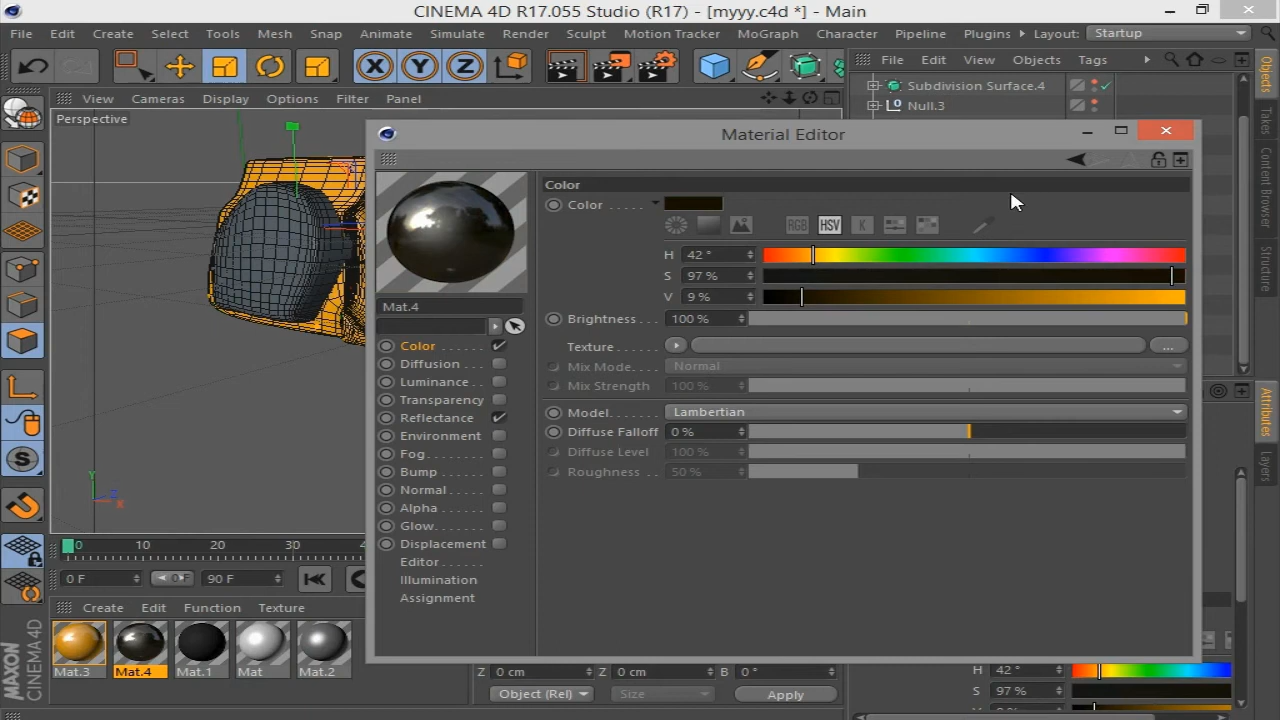 CINEMA 4D R17.055 Studio (R17) - [myyy.c4d *] - Main
File Edit Create Select Tools Mesh Snap Animate Simulate Render Sculpt Motion Tracker MoGraph Character Pipeline Plugins Layout: Startup
X Y Z File Edit View Objects Tags
View Cameras Display Options Filter Panel
Subdivision Surface.4
Null.3
Perspective
Material Editor
Objects
Takes
Content Browser
Structure
Color
Color
RGB HSV K
H 42 °
S 97 %
V 9 %
Brightness 100 %
Texture ...
Mix Mode Normal
Mix Strength 100 %
Model Lambertian
Diffuse Falloff 0 %
Diffuse Level 100 %
Roughness 50 %
Mat.4
Color
Diffusion
Luminance
Transparency
Reflectance
Environment
Fog
Bump
Normal
Alpha
Glow
Displacement
Editor
Illumination
Assignment
Attributes
Layers
Y
Z
X
S
0 10 20 30 4
0 F 0 F 90 F
Create Edit Function Texture
Mat.3 Mat.4 Mat.1 Mat Mat.2
Z 0 cm Z 0 cm B 0 °
Object (Rel) Size Apply
H 42 °
S 97 %
MAXON
CINEMA 4D